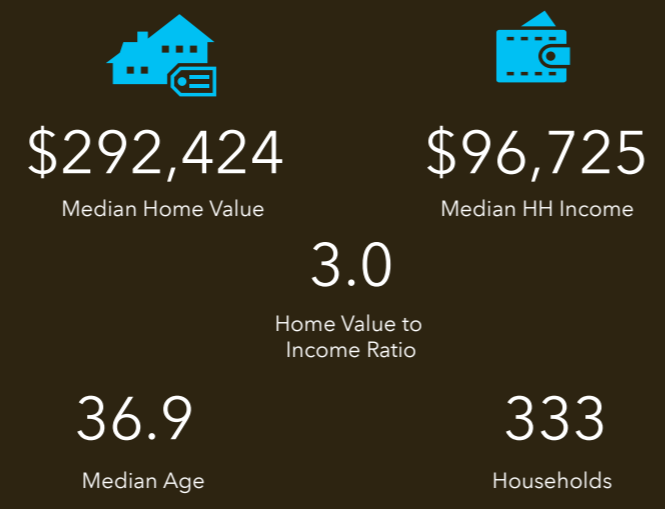 $292,424
Median Home Value
$96,725
Median HH Income
3.0
Home Value to
Income Ratio
36.9
Median Age
333
Households